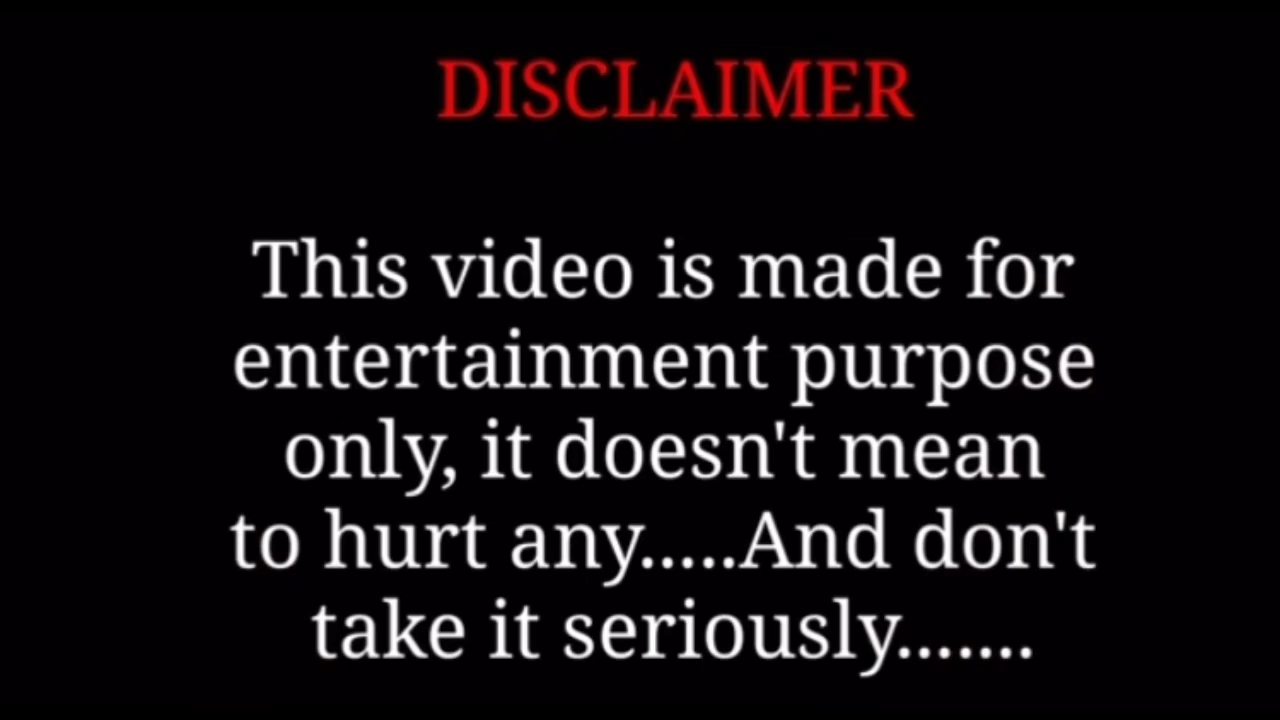 DISCLAIMER
This video is made for
entertainment purpose
only, it doesn't mean
to hurt any.....And don't
take it seriously.......